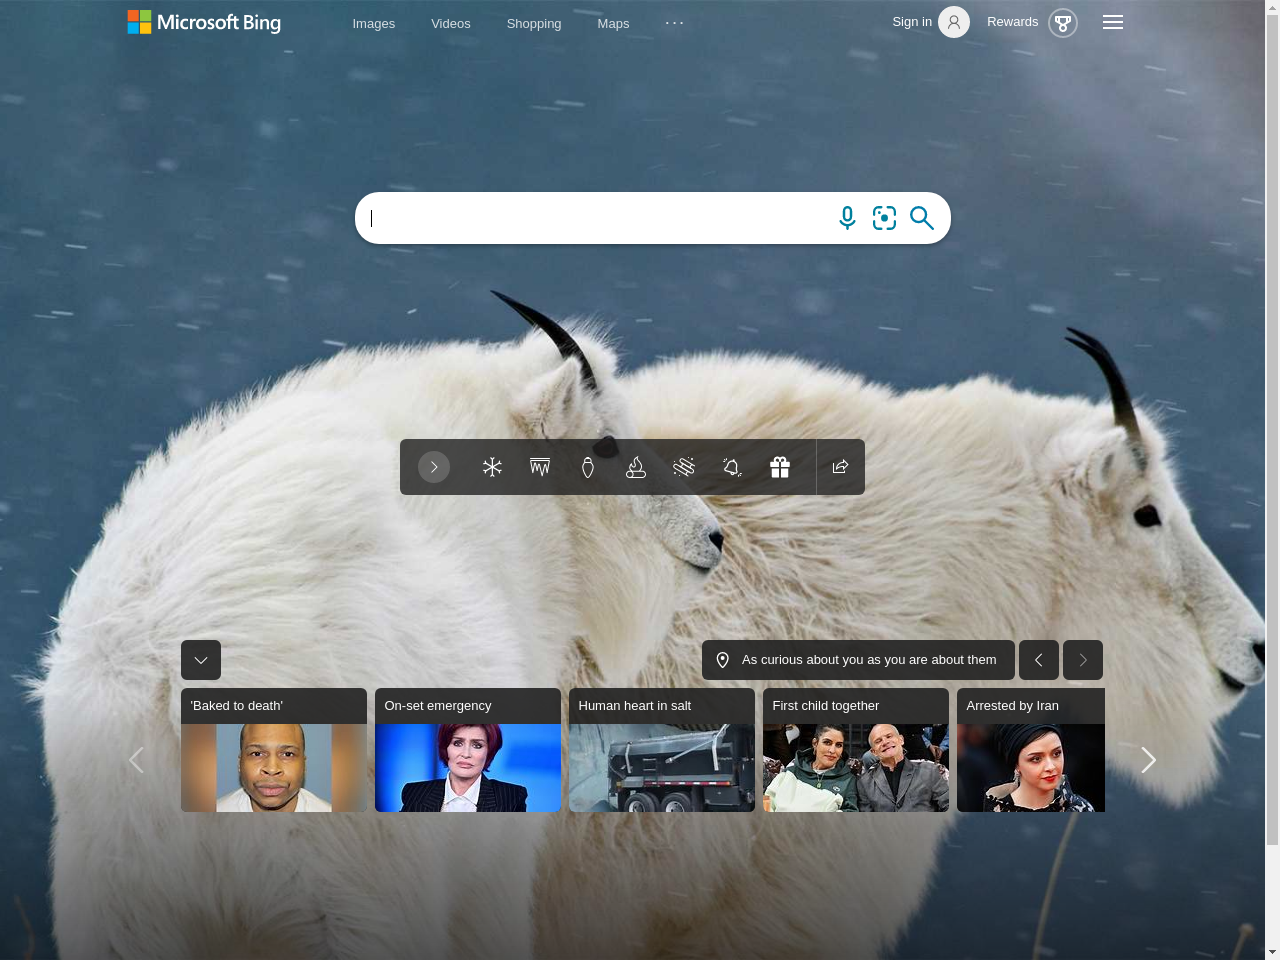 Microsoft Bing
Images
Videos
Shopping
Maps
...
Sign in
Rewards
As curious about you as you are about them
'Baked to death'
On-set emergency
Human heart in salt
First child together
Arrested by Iran